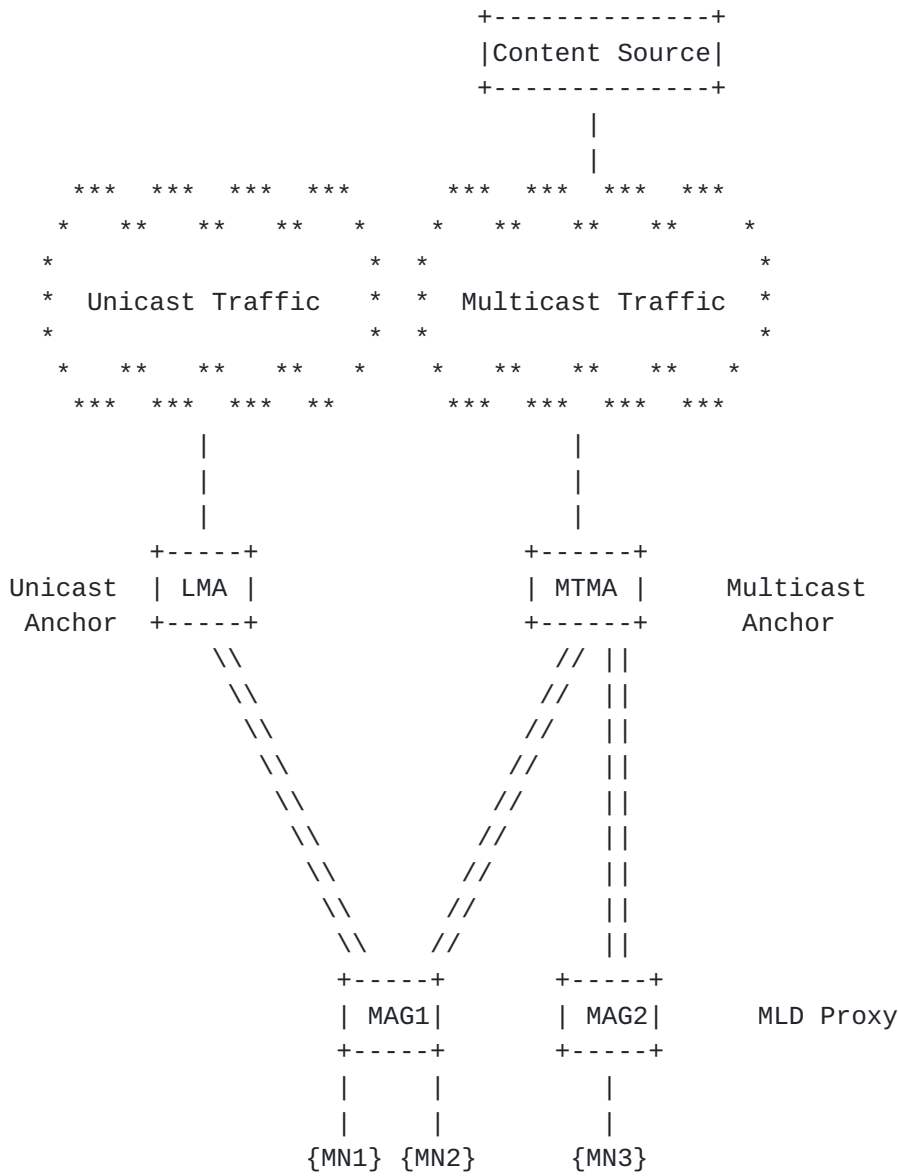 Content Source
Unicast Traffic Multicast Traffic
Unicast | LMA | | MTMA | Multicast
Anchor Anchor
| MAG1| | MAG2| MLD Proxy
{MN1} {MN2} {MN3}